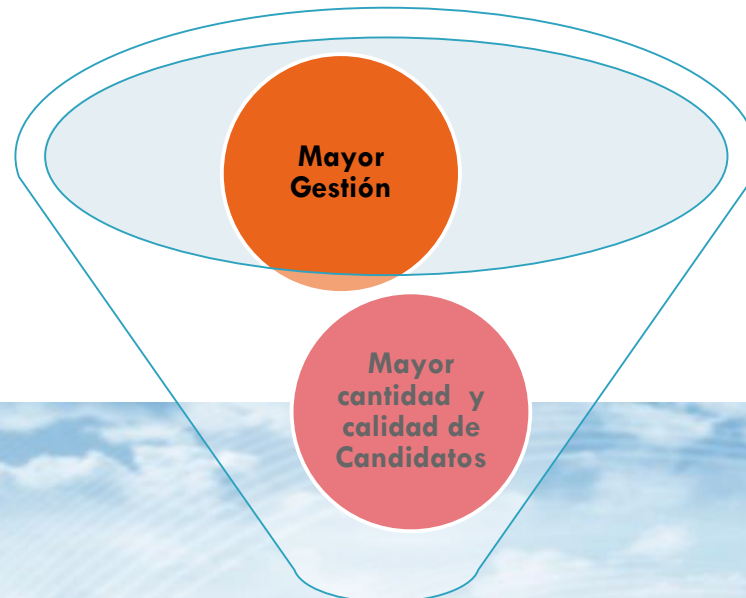 Mayor
Gestión
Mayor
cantidad y
calidad de
Candidatos